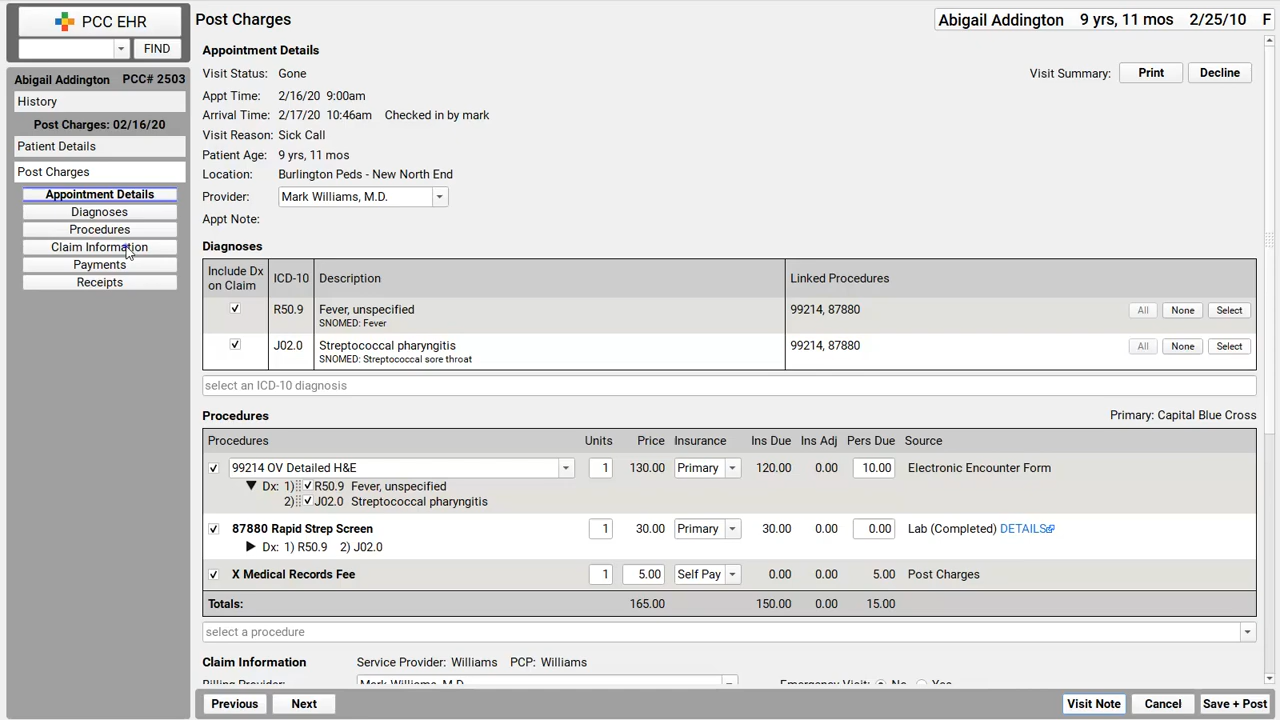 PCC EHR
FIND
Abigail Addington PCC# 2503
History
Post Charges: 02/16/20
Patient Details
Post Charges
Appointment Details
Diagnoses
Procedures
Claim Information
Payments
Receipts
Post Charges
Abigail Addington 9 yrs, 11 mos 2/25/10 F
Appointment Details
Visit Status: Gone
Visit Summary: Print Decline
Appt Time: 2/16/20 9:00am
Arrival Time: 2/17/20 10:46am Checked in by mark
Visit Reason: Sick Call
Patient Age: 9 yrs, 11 mos
Location: Burlington Peds - New North End
Provider: Mark Williams, M.D.
Appt Note:
Diagnoses
Include Dx on Claim ICD-10 Description Linked Procedures
R50.9 Fever, unspecified 99214, 87880 All None Select
SNOMED: Fever
J02.0 Streptococcal pharyngitis 99214, 87880 All None Select
SNOMED: Streptococcal sore throat
select an ICD-10 diagnosis
Procedures Primary: Capital Blue Cross
Procedures Units Price Insurance Ins Due Ins Adj Pers Due Source
99214 OV Detailed H&E 1 130.00 Primary 120.00 0.00 10.00 Electronic Encounter Form
Dx: 1) R50.9 Fever, unspecified
2) J02.0 Streptococcal pharyngitis
87880 Rapid Strep Screen 1 30.00 Primary 30.00 0.00 0.00 Lab (Completed) DETAILS
Dx: 1) R50.9 2) J02.0
X Medical Records Fee 1 5.00 Self Pay 0.00 0.00 5.00 Post Charges
Totals: 165.00 150.00 0.00 15.00
select a procedure
Claim Information Service Provider: Williams PCP: Williams
Billing Provider: Mark Williams, M.D. Emergency Visit: No Yes
Previous Next Visit Note Cancel Save + Post